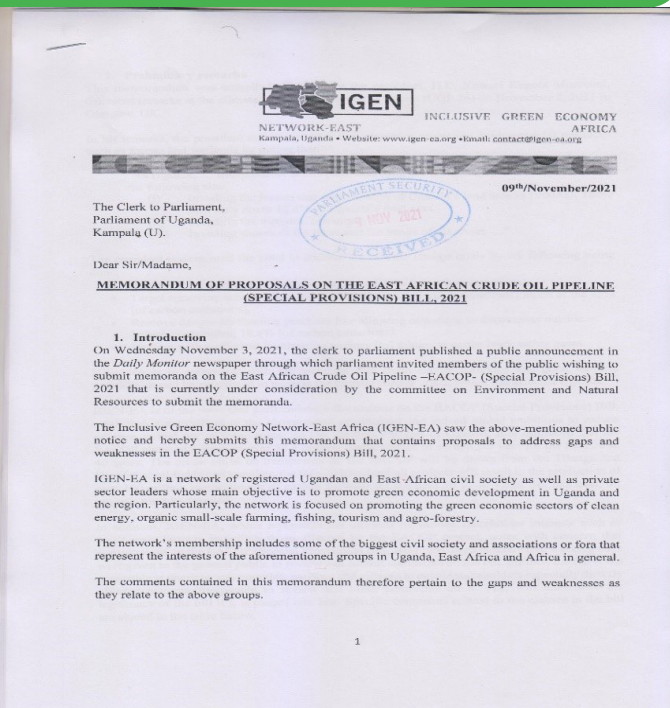 IGEN
INCLUSIVE GREEN ECONOMY
NETWORK-EAST AFRICA
Kampala, Uganda • Website: www.igen-ea.org •Email: contact@igen-ea.org
09th/November/2021
PARLIAMENT SECURITY
NOV 2021
RECEIVED
The Clerk to Parliament,
Parliament of Uganda,
Kampala (U).
Dear Sir/Madame,
MEMORANDUM OF PROPOSALS ON THE EAST AFRICAN CRUDE OIL PIPELINE
(SPECIAL PROVISIONS) BILL, 2021
1. Introduction
On Wednesday November 3, 2021, the clerk to parliament published a public announcement in
the Daily Monitor newspaper through which parliament invited members of the public wishing to
submit memoranda on the East African Crude Oil Pipeline –EACOP- (Special Provisions) Bill,
2021 that is currently under consideration by the committee on Environment and Natural
Resources to submit the memoranda.
The Inclusive Green Economy Network-East Africa (IGEN-EA) saw the above-mentioned public
notice and hereby submits this memorandum that contains proposals to address gaps and
weaknesses in the EACOP (Special Provisions) Bill, 2021.
IGEN-EA is a network of registered Ugandan and East African civil society as well as private
sector leaders whose main objective is to promote green economic development in Uganda and
the region. Particularly, the network is focused on promoting the green economic sectors of clean
energy, organic small-scale farming, fishing, tourism and agro-forestry.
The network's membership includes some of the biggest civil society and associations or fora that
represent the interests of the aforementioned groups in Uganda, East Africa and Africa in general.
The comments contained in this memorandum therefore pertain to the gaps and weaknesses as
they relate to the above groups.
1